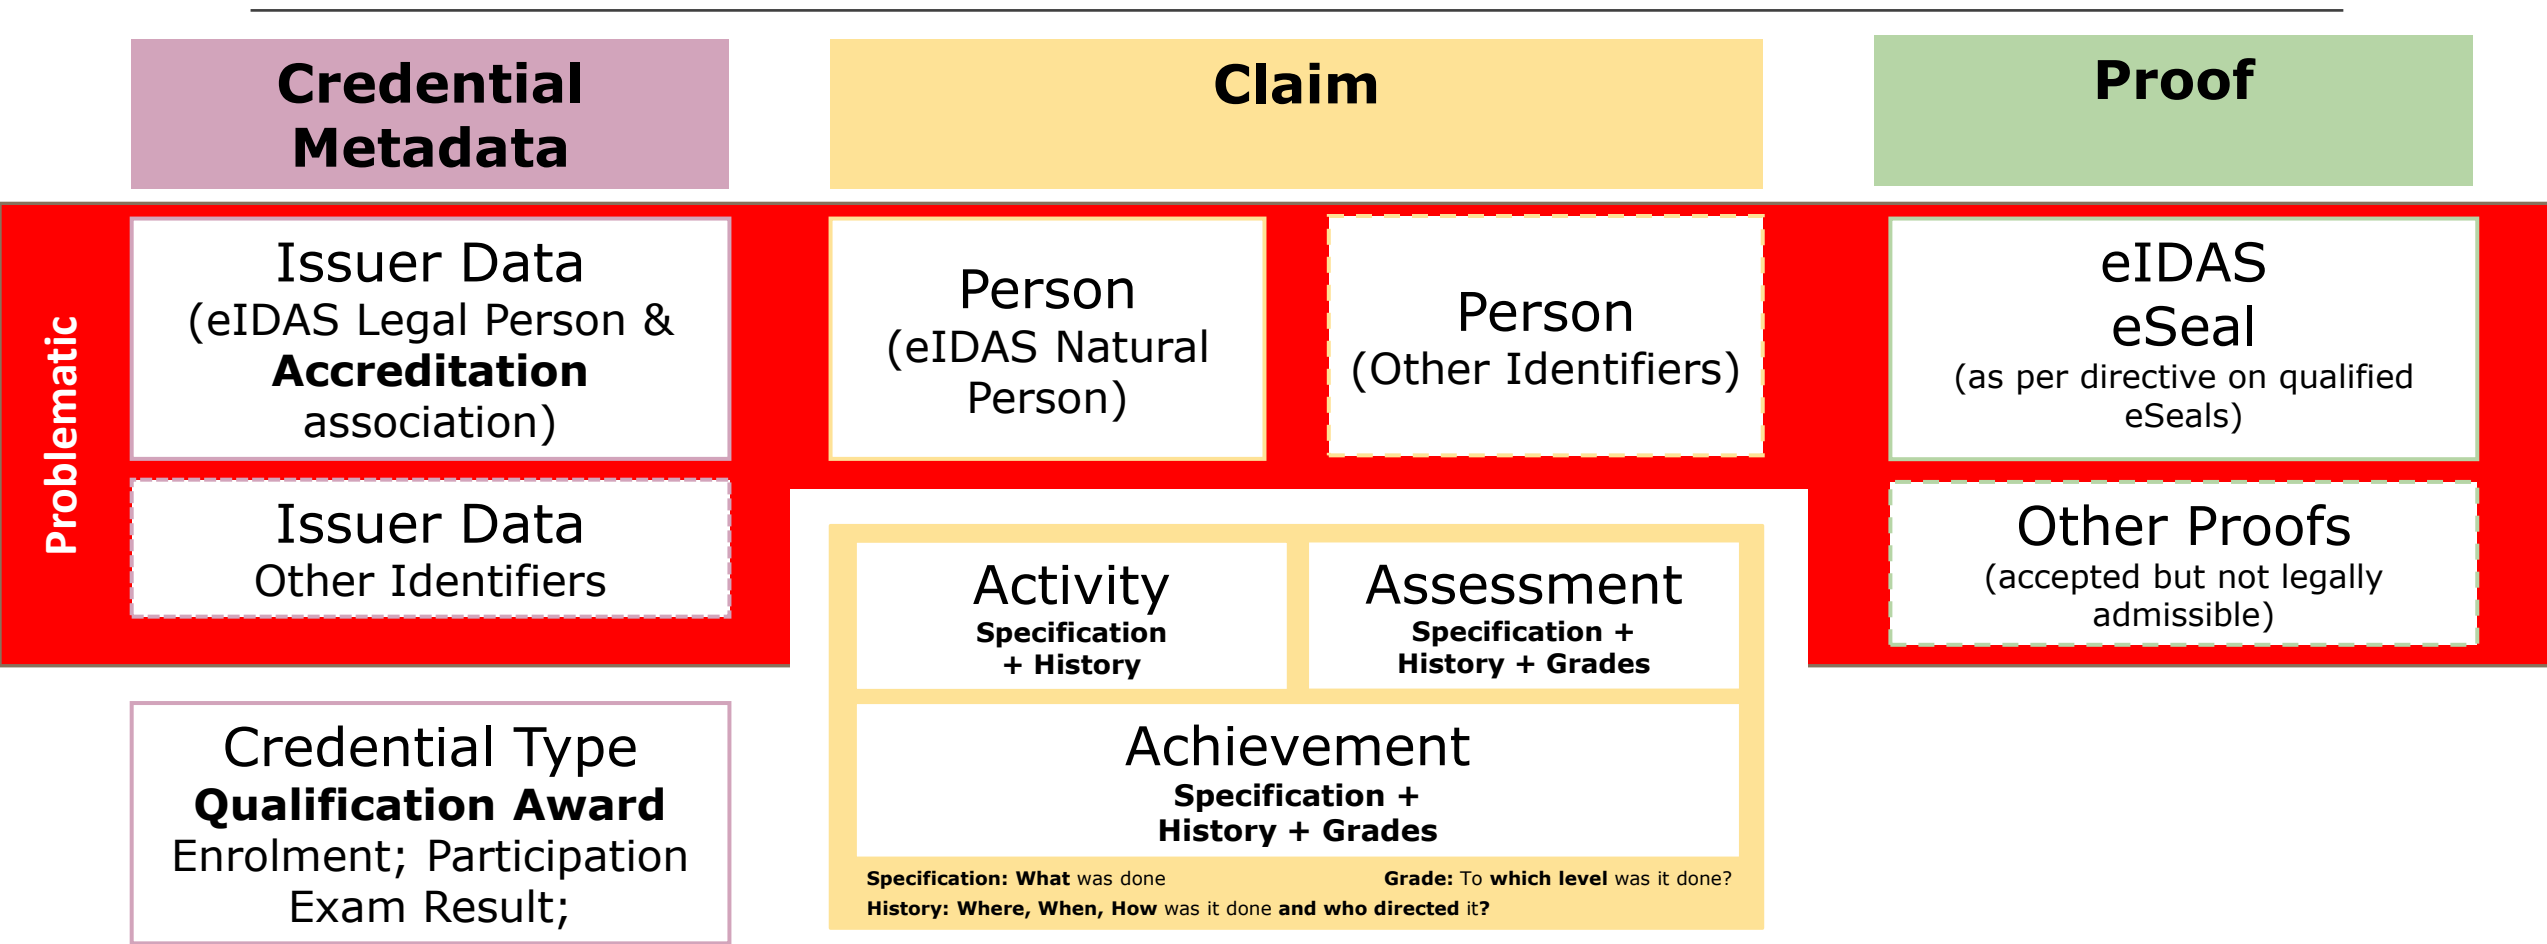 Credential
Metadata
Claim
Proof
Problematic
Issuer Data
(eIDAS Legal Person &
Accreditation
association)
Person
(eIDAS Natural
Person)
Person
(Other Identifiers)
eIDAS
eSeal
(as per directive on qualified
eSeals)
Issuer Data
Other Identifiers
Other Proofs
(accepted but not legally
admissible)
Activity
Specification
+ History
Assessment
Specification +
History + Grades
Credential Type
Qualification Award
Enrolment; Participation
Exam Result;
Achievement
Specification +
History + Grades
Specification: What was done
Grade: To which level was it done?
History: Where, When, How was it done and who directed it?